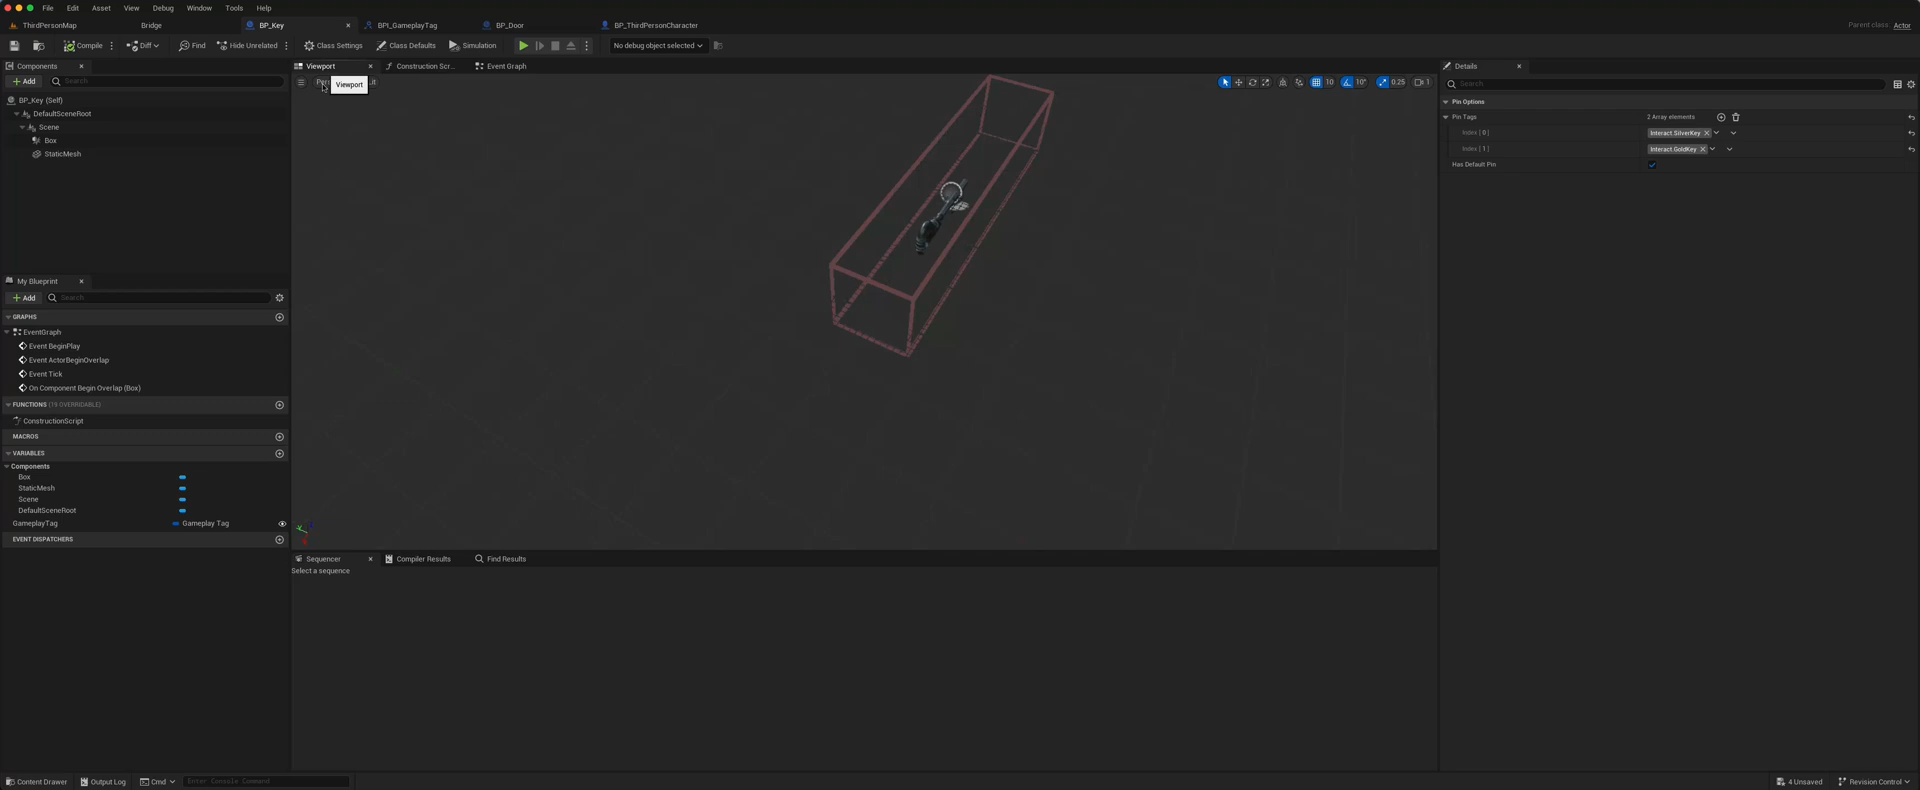 File Edit Asset View Debug Window Tools Help
ThirdPersonMap Bridge BP_Key BPI_GameplayTag BP_Door BP_ThirdPersonCharacter Parent class: Actor
Compile Diff Find Hide Unrelated Class Settings Class Defaults Simulation No debug object selected
Components
Add Search
BP_Key (Self)
DefaultSceneRoot
Scene
Box
StaticMesh
My Blueprint
Add Search
GRAPHS
EventGraph
Event BeginPlay
Event ActorBeginOverlap
Event Tick
On Component Begin Overlap (Box)
FUNCTIONS (19 OVERRIDABLE)
ConstructionScript
MACROS
VARIABLES
Components
Box
StaticMesh
Scene
DefaultSceneRoot
GameplayTag Gameplay Tag
EVENT DISPATCHERS
Viewport Construction Scr... Event Graph
Viewport
10 10° 0.25 1
Sequencer Compiler Results Find Results
Select a sequence
Details
Search
Pin Options
Pin Tags 2 Array elements
Index [ 0 ] Interact.SilverKey
Index [ 1 ] Interact.GoldKey
Has Default Pin
Content Drawer Output Log Cmd Enter Console Command 4 Unsaved Revision Control